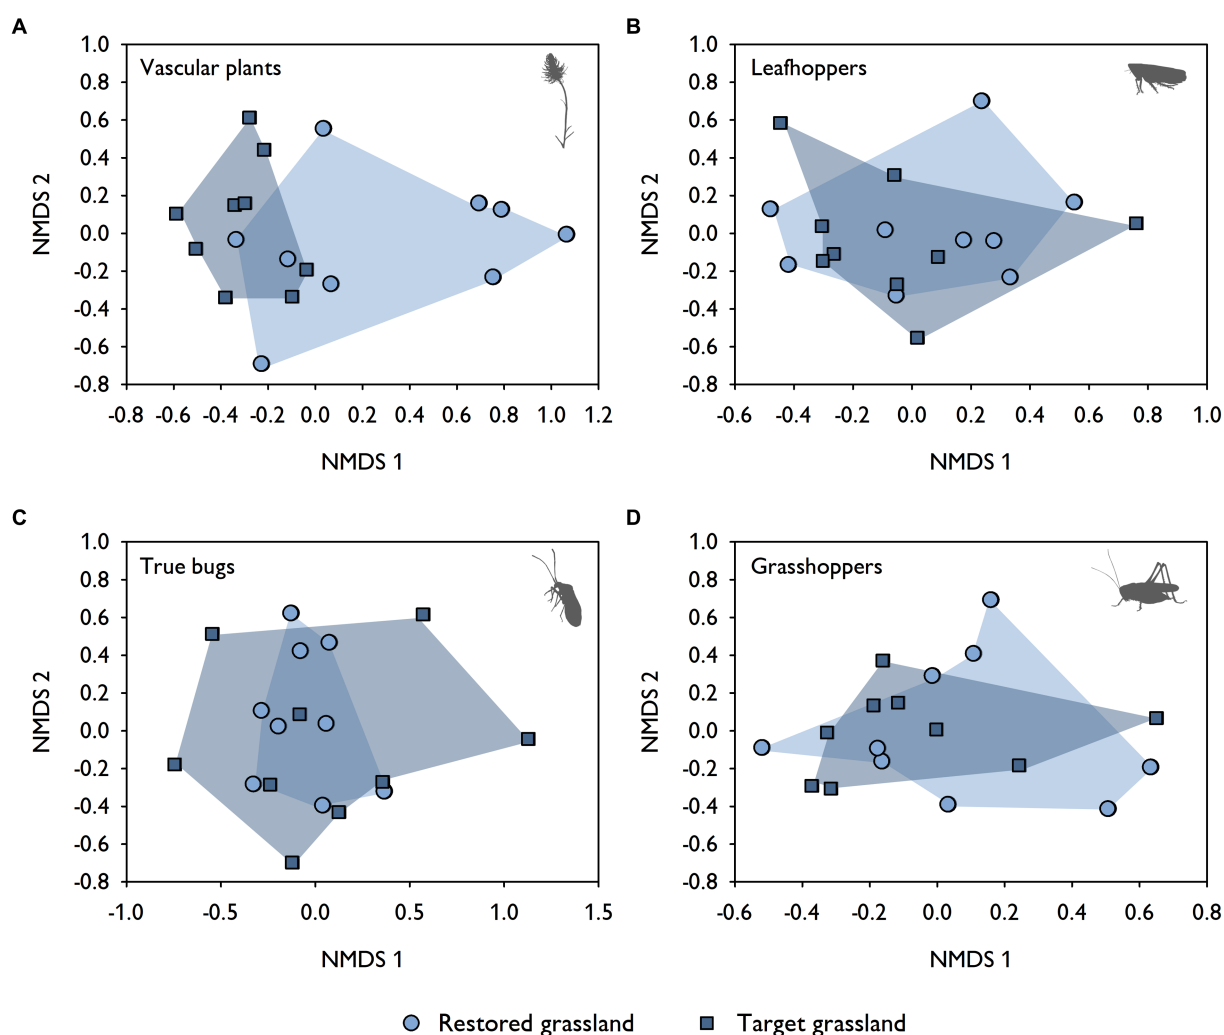 A
Vascular plants
1.0
0.8
0.6
0.4
0.2
0.0
-0.2
-0.4
-0.6
-0.8
NMDS 2
-0.8 -0.6 -0.4 -0.2 0.0 0.2 0.4 0.6 0.8 1.0 1.2
NMDS 1
B
Leafhoppers
1.0
0.8
0.6
0.4
0.2
0.0
-0.2
-0.4
-0.6
-0.8
NMDS 2
-0.6 -0.4 -0.2 0.0 0.2 0.4 0.6 0.8 1.0
NMDS 1
C
True bugs
1.0
0.8
0.6
0.4
0.2
0.0
-0.2
-0.4
-0.6
-0.8
NMDS 2
-1.0 -0.5 0.0 0.5 1.0 1.5
NMDS 1
D
Grasshoppers
1.0
0.8
0.6
0.4
0.2
0.0
-0.2
-0.4
-0.6
-0.8
NMDS 2
-0.6 -0.4 -0.2 0.0 0.2 0.4 0.6 0.8
NMDS 1
Restored grassland Target grassland